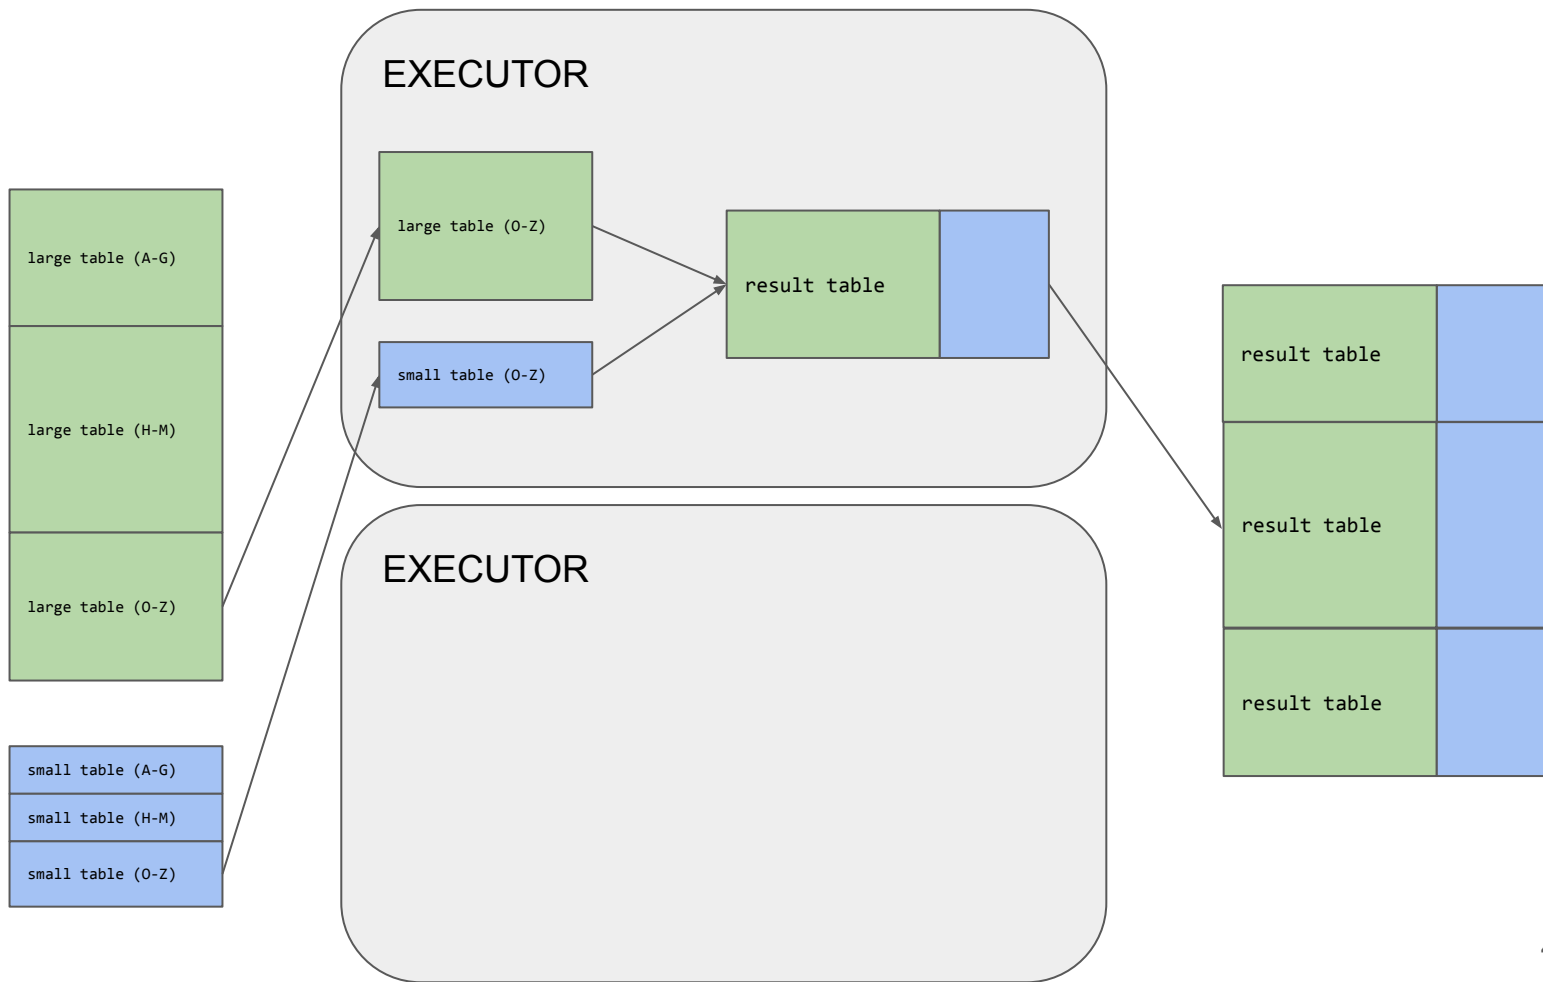 EXECUTOR
large table (A-G)
large table (H-M)
large table (O-Z)
small table (A-G)
small table (H-M)
small table (O-Z)
large table (O-Z)
small table (O-Z)
result table
EXECUTOR
result table
result table
result table